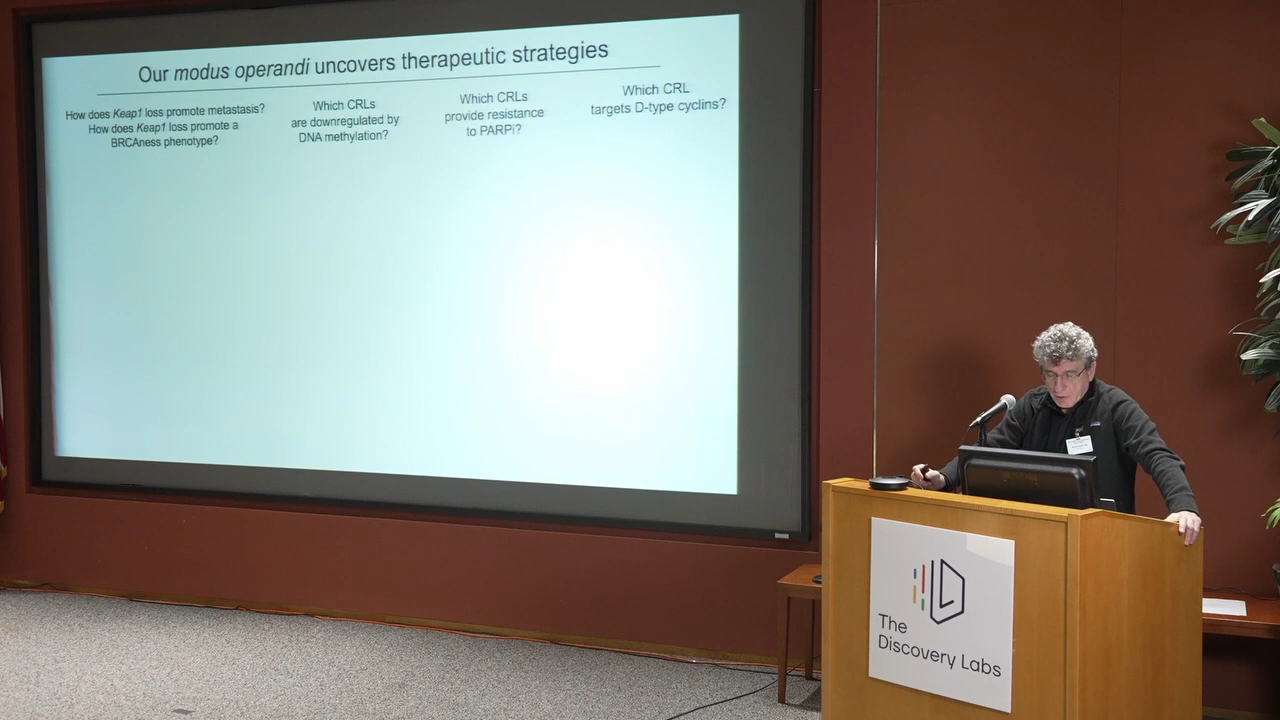 Our modus operandi uncovers therapeutic strategies
How does Keap1 loss promote metastasis?
How does Keap1 loss promote a
BRCAness phenotype?
Which CRLs
are downregulated by
DNA methylation?
Which CRLs
provide resistance
to PARPi?
Which CRL
targets D-type cyclins?
The
Discovery Labs